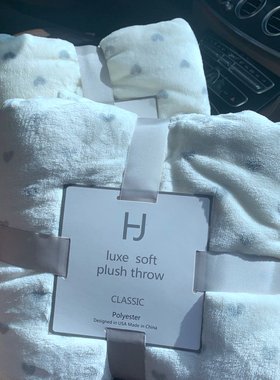 HJ
luxe soft
plush throw
CLASSIC
Polyester
Designed in USA Made in China